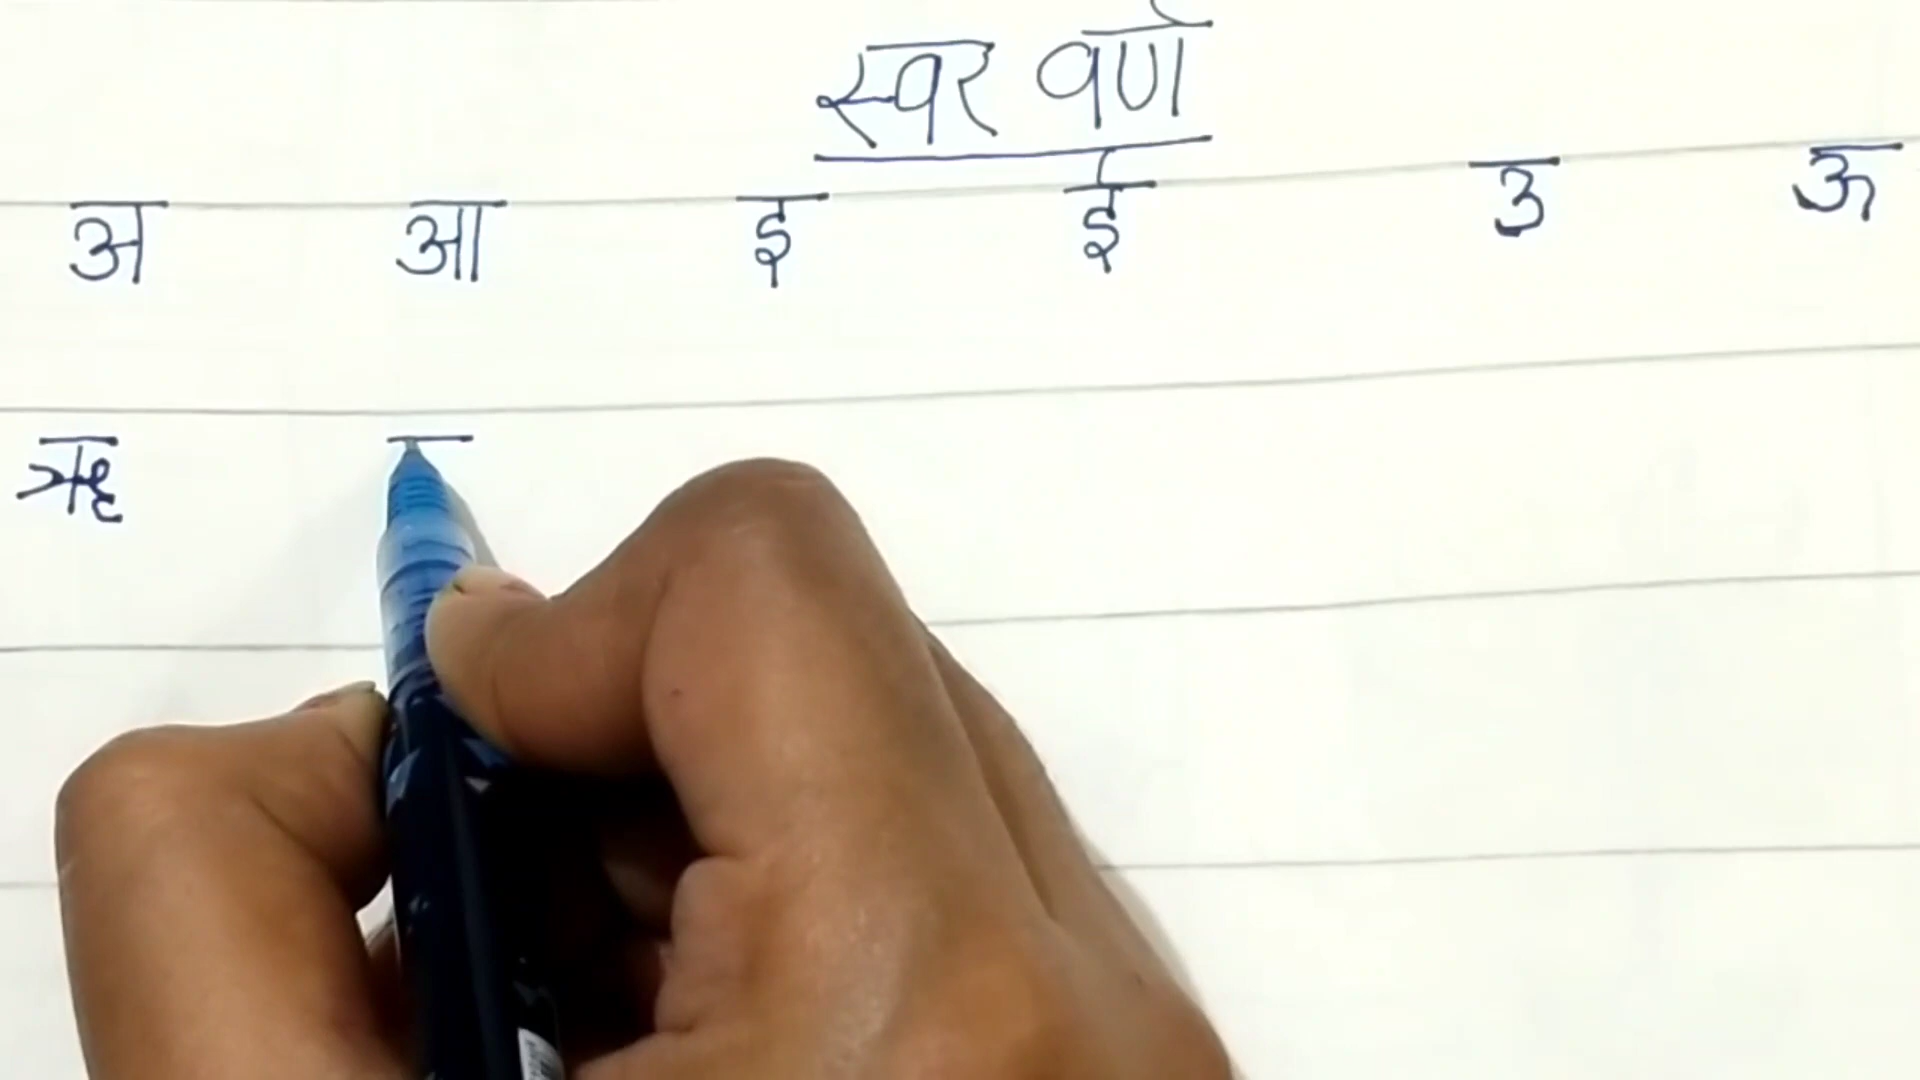 स्वर वर्ण
अ आ इ ई उ ऊ
ऋ